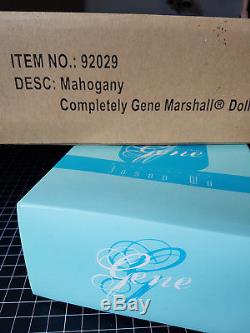 ITEM NO.: 92029
DESC: Mahogany
Completely Gene Marshall® Doll
Gene
Jason Wu
Gene